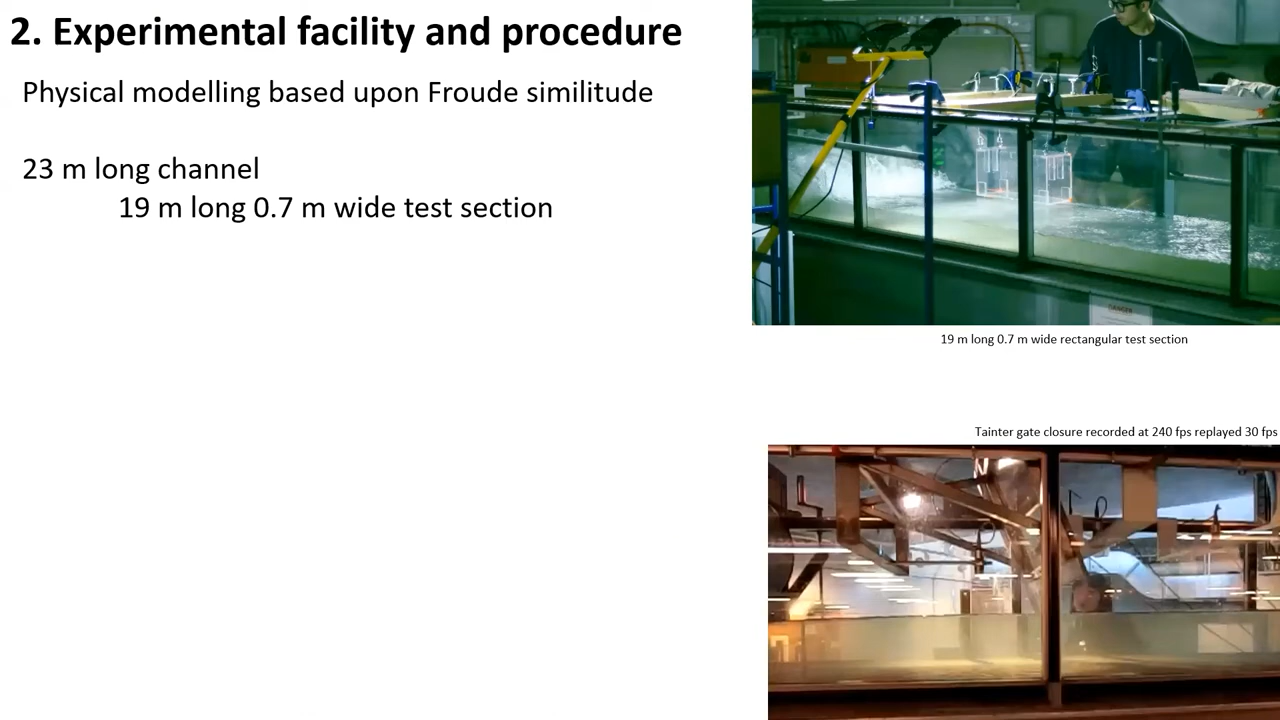 2. Experimental facility and procedure
Physical modelling based upon Froude similitude
23 m long channel
19 m long 0.7 m wide test section
19 m long 0.7 m wide rectangular test section
Tainter gate closure recorded at 240 fps replayed 30 fps
DANGER